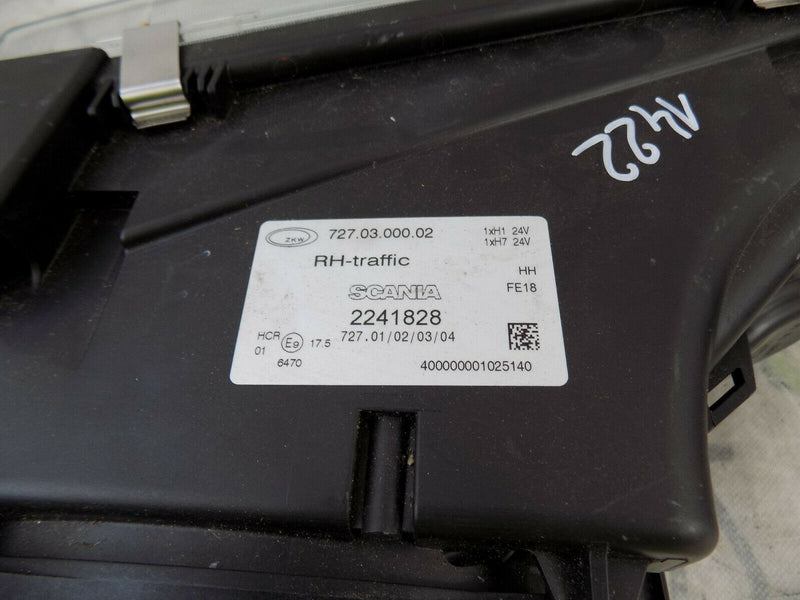 1422
ZKW 727.03.000.02 1xH1 24V
1xH7 24V
RH-traffic
HH
SCANIA FE18
2241828
HCR E9 17.5 727.01/02/03/04
01
6470 400000001025140